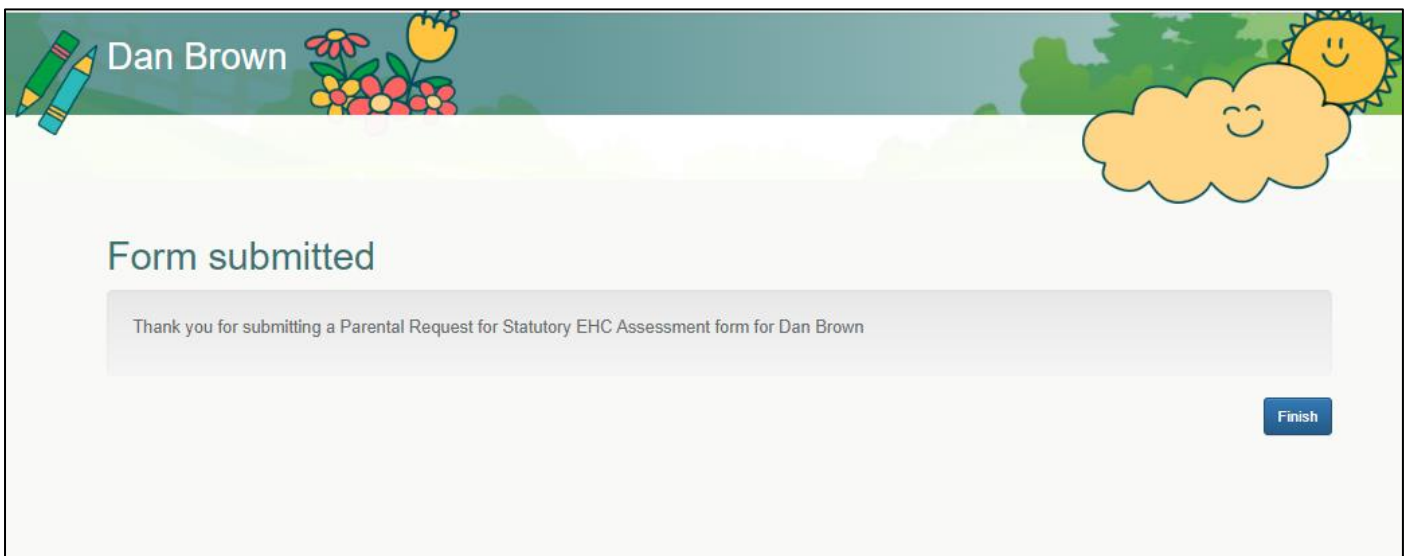 Dan Brown
Form submitted
Thank you for submitting a Parental Request for Statutory EHC Assessment form for Dan Brown
Finish